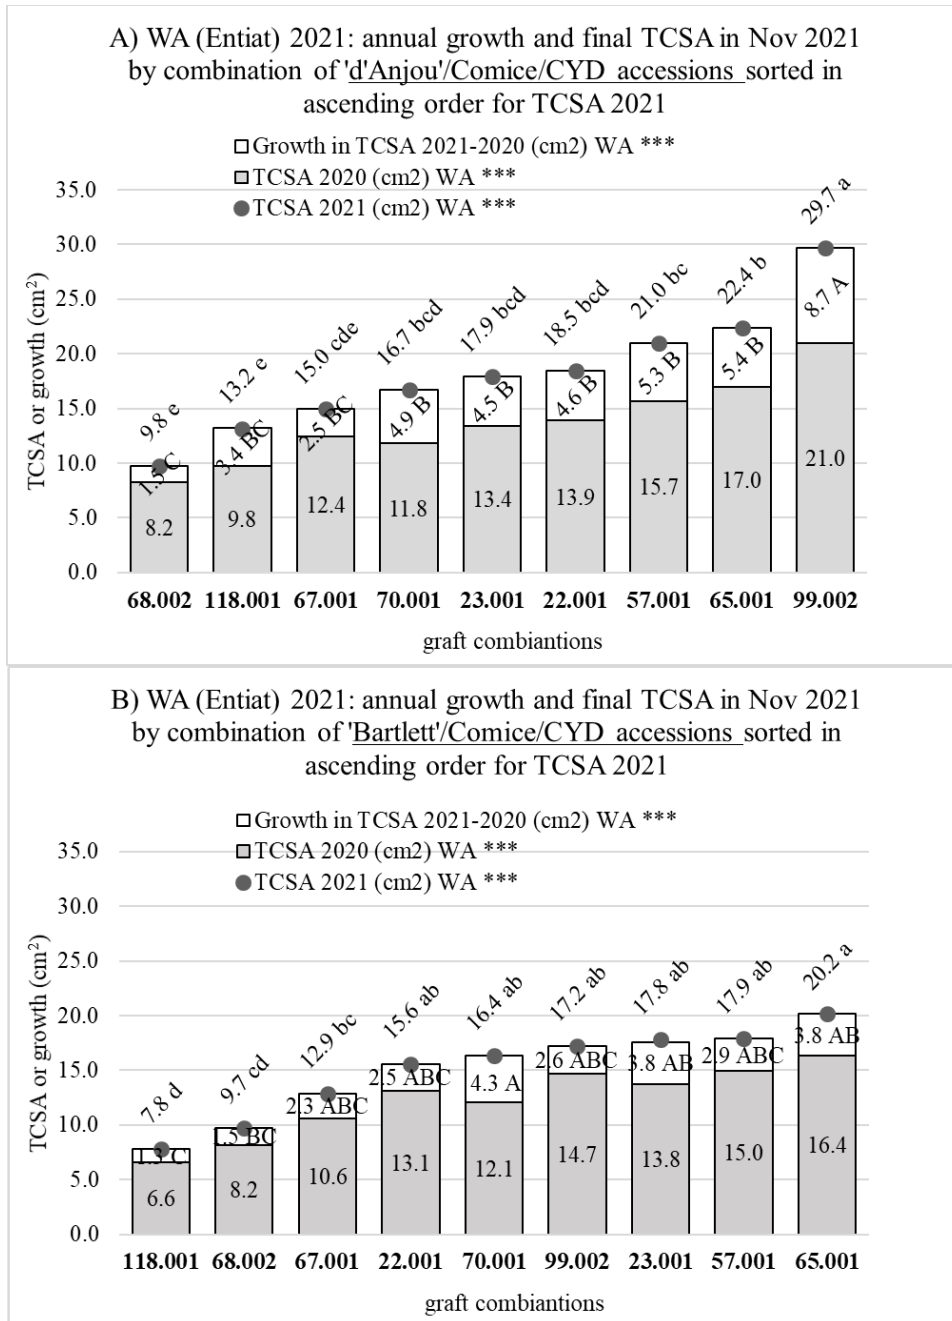 A) WA (Entiat) 2021: annual growth and final TCSA in Nov 2021
by combination of 'd'Anjou'/Comice/CYD accessions sorted in
ascending order for TCSA 2021
Growth in TCSA 2021-2020 (cm2) WA ***
TCSA 2020 (cm2) WA ***
TCSA 2021 (cm2) WA ***
TCSA or growth (cm²)
35.0
30.0
25.0
20.0
15.0
10.0
5.0
0.0
9.8 e
13.2 e
15.0 cde
16.7 bcd
17.9 bcd
18.5 bcd
21.0 bc
22.4 b
29.7 a
1.5 C
3.4 BC
2.5 BC
4.9 B
4.5 B
4.6 B
5.3 B
5.4 B
8.7 A
8.2
9.8
12.4
11.8
13.4
13.9
15.7
17.0
21.0
68.002 118.001 67.001 70.001 23.001 22.001 57.001 65.001 99.002
graft combiantions
B) WA (Entiat) 2021: annual growth and final TCSA in Nov 2021
by combination of 'Bartlett'/Comice/CYD accessions sorted in
ascending order for TCSA 2021
Growth in TCSA 2021-2020 (cm2) WA ***
TCSA 2020 (cm2) WA ***
TCSA 2021 (cm2) WA ***
TCSA or growth (cm²)
35.0
30.0
25.0
20.0
15.0
10.0
5.0
0.0
7.8 d
9.7 cd
12.9 bc
15.6 ab
16.4 ab
17.2 ab
17.8 ab
17.9 ab
20.2 a
C
1.5 BC
2.3 ABC
2.5 ABC
4.3 A
2.6 ABC
3.8 AB
2.9 ABC
3.8 AB
6.6
8.2
10.6
13.1
12.1
14.7
13.8
15.0
16.4
118.001 68.002 67.001 22.001 70.001 99.002 23.001 57.001 65.001
graft combiantions